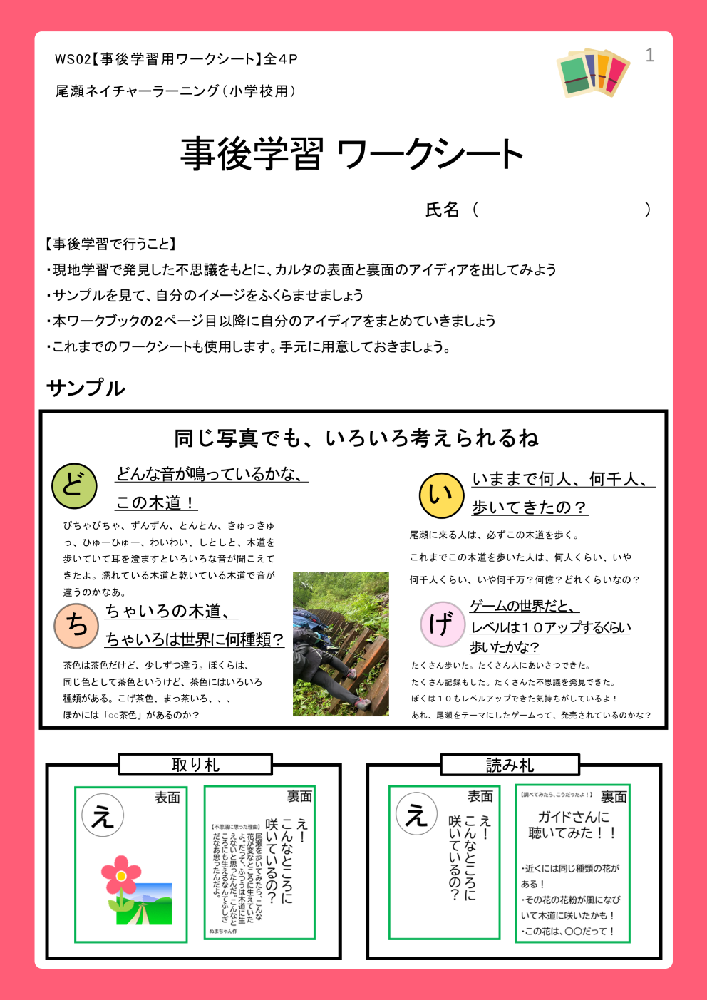 WS02【事後学習用ワークシート】全4P
1
尾瀬ネイチャーラーニング（小学校用）
事後学習 ワークシート
氏名（　　　　　　　　　）
【事後学習で行うこと】
・現地学習で発見した不思議をもとに、カルタの表面と裏面のアイディアを出してみよう
・サンプルを見て、自分のイメージをふくらませましょう
・本ワークブックの2ページ目以降に自分のアイディアをまとめていきましょう
・これまでのワークシートも使用します。手元に用意しておきましょう。
サンプル
同じ写真でも、いろいろ考えられるね
ど
どんな音が鳴っているかな、
この木道！
ぴちゃぴちゃ、ずんずん、とんとん、きゅっきゅ
っ、ひゅーひゅー、わいわい、しとしと、木道を
歩いていて耳を澄ますといろいろな音が聞こえて
きたよ。濡れている木道と乾いている木道で音が
違うのかなあ。
ち
ちゃいろの木道、
ちゃいろは世界に何種類？
茶色は茶色だけど、少しずつ違う。ぼくらは、
同じ色として茶色というけど、茶色にはいろいろ
種類がある。こげ茶色、まっ茶いろ、、、
ほかには「○○茶色」があるのか？
い
いままで何人、何千人、
歩いてきたの？
尾瀬に来る人は、必ずこの木道を歩く。
これまでこの木道を歩いた人は、何人くらい、いや
何千人くらい、いや何千万？何億？どれくらいなの？
げ
ゲームの世界だと、
レベルは１０アップするくらい
歩いたかな？
たくさん歩いた。たくさん人にあいさつできた。
たくさん記録もした。たくさんた不思議を発見できた。
ぼくは１０もレベルアップできた気持ちがしているよ！
あれ、尾瀬をテーマにしたゲームって、発売されているのかな？
取り札
表面
え
裏面
え！
こんなところに
咲いているの？
【不思議に思った理由】
尾瀬を歩いてみたら、こんな
花が変なところに生えていた
よ。だって、ふつうは木道に生
えないと思ったんだ。こんなと
ころにも生えるなんてふしぎ
だなあ思ったんだよ。
ぬまちゃん作
読み札
表面
え
え！
こんなところに
咲いているの？
【調べてみたら、こうだったよ！】
裏面
ガイドさんに
聴いてみた！！
・近くには同じ種類の花が
ある！
・その花の花粉が風になび
いて木道に咲いたかも！
・この花は、〇〇だって！